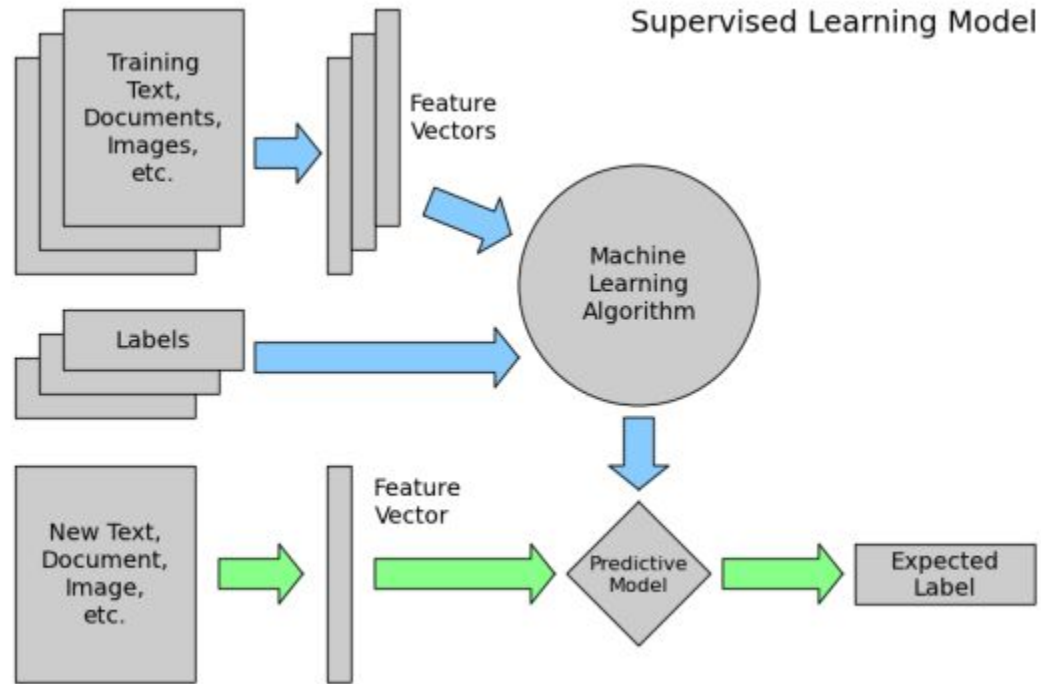 Supervised Learning Model
Training
Text,
Documents,
Images,
etc.
Feature
Vectors
Machine
Learning
Algorithm
Labels
New Text,
Document,
Image,
etc.
Feature
Vector
Predictive
Model
Expected
Label